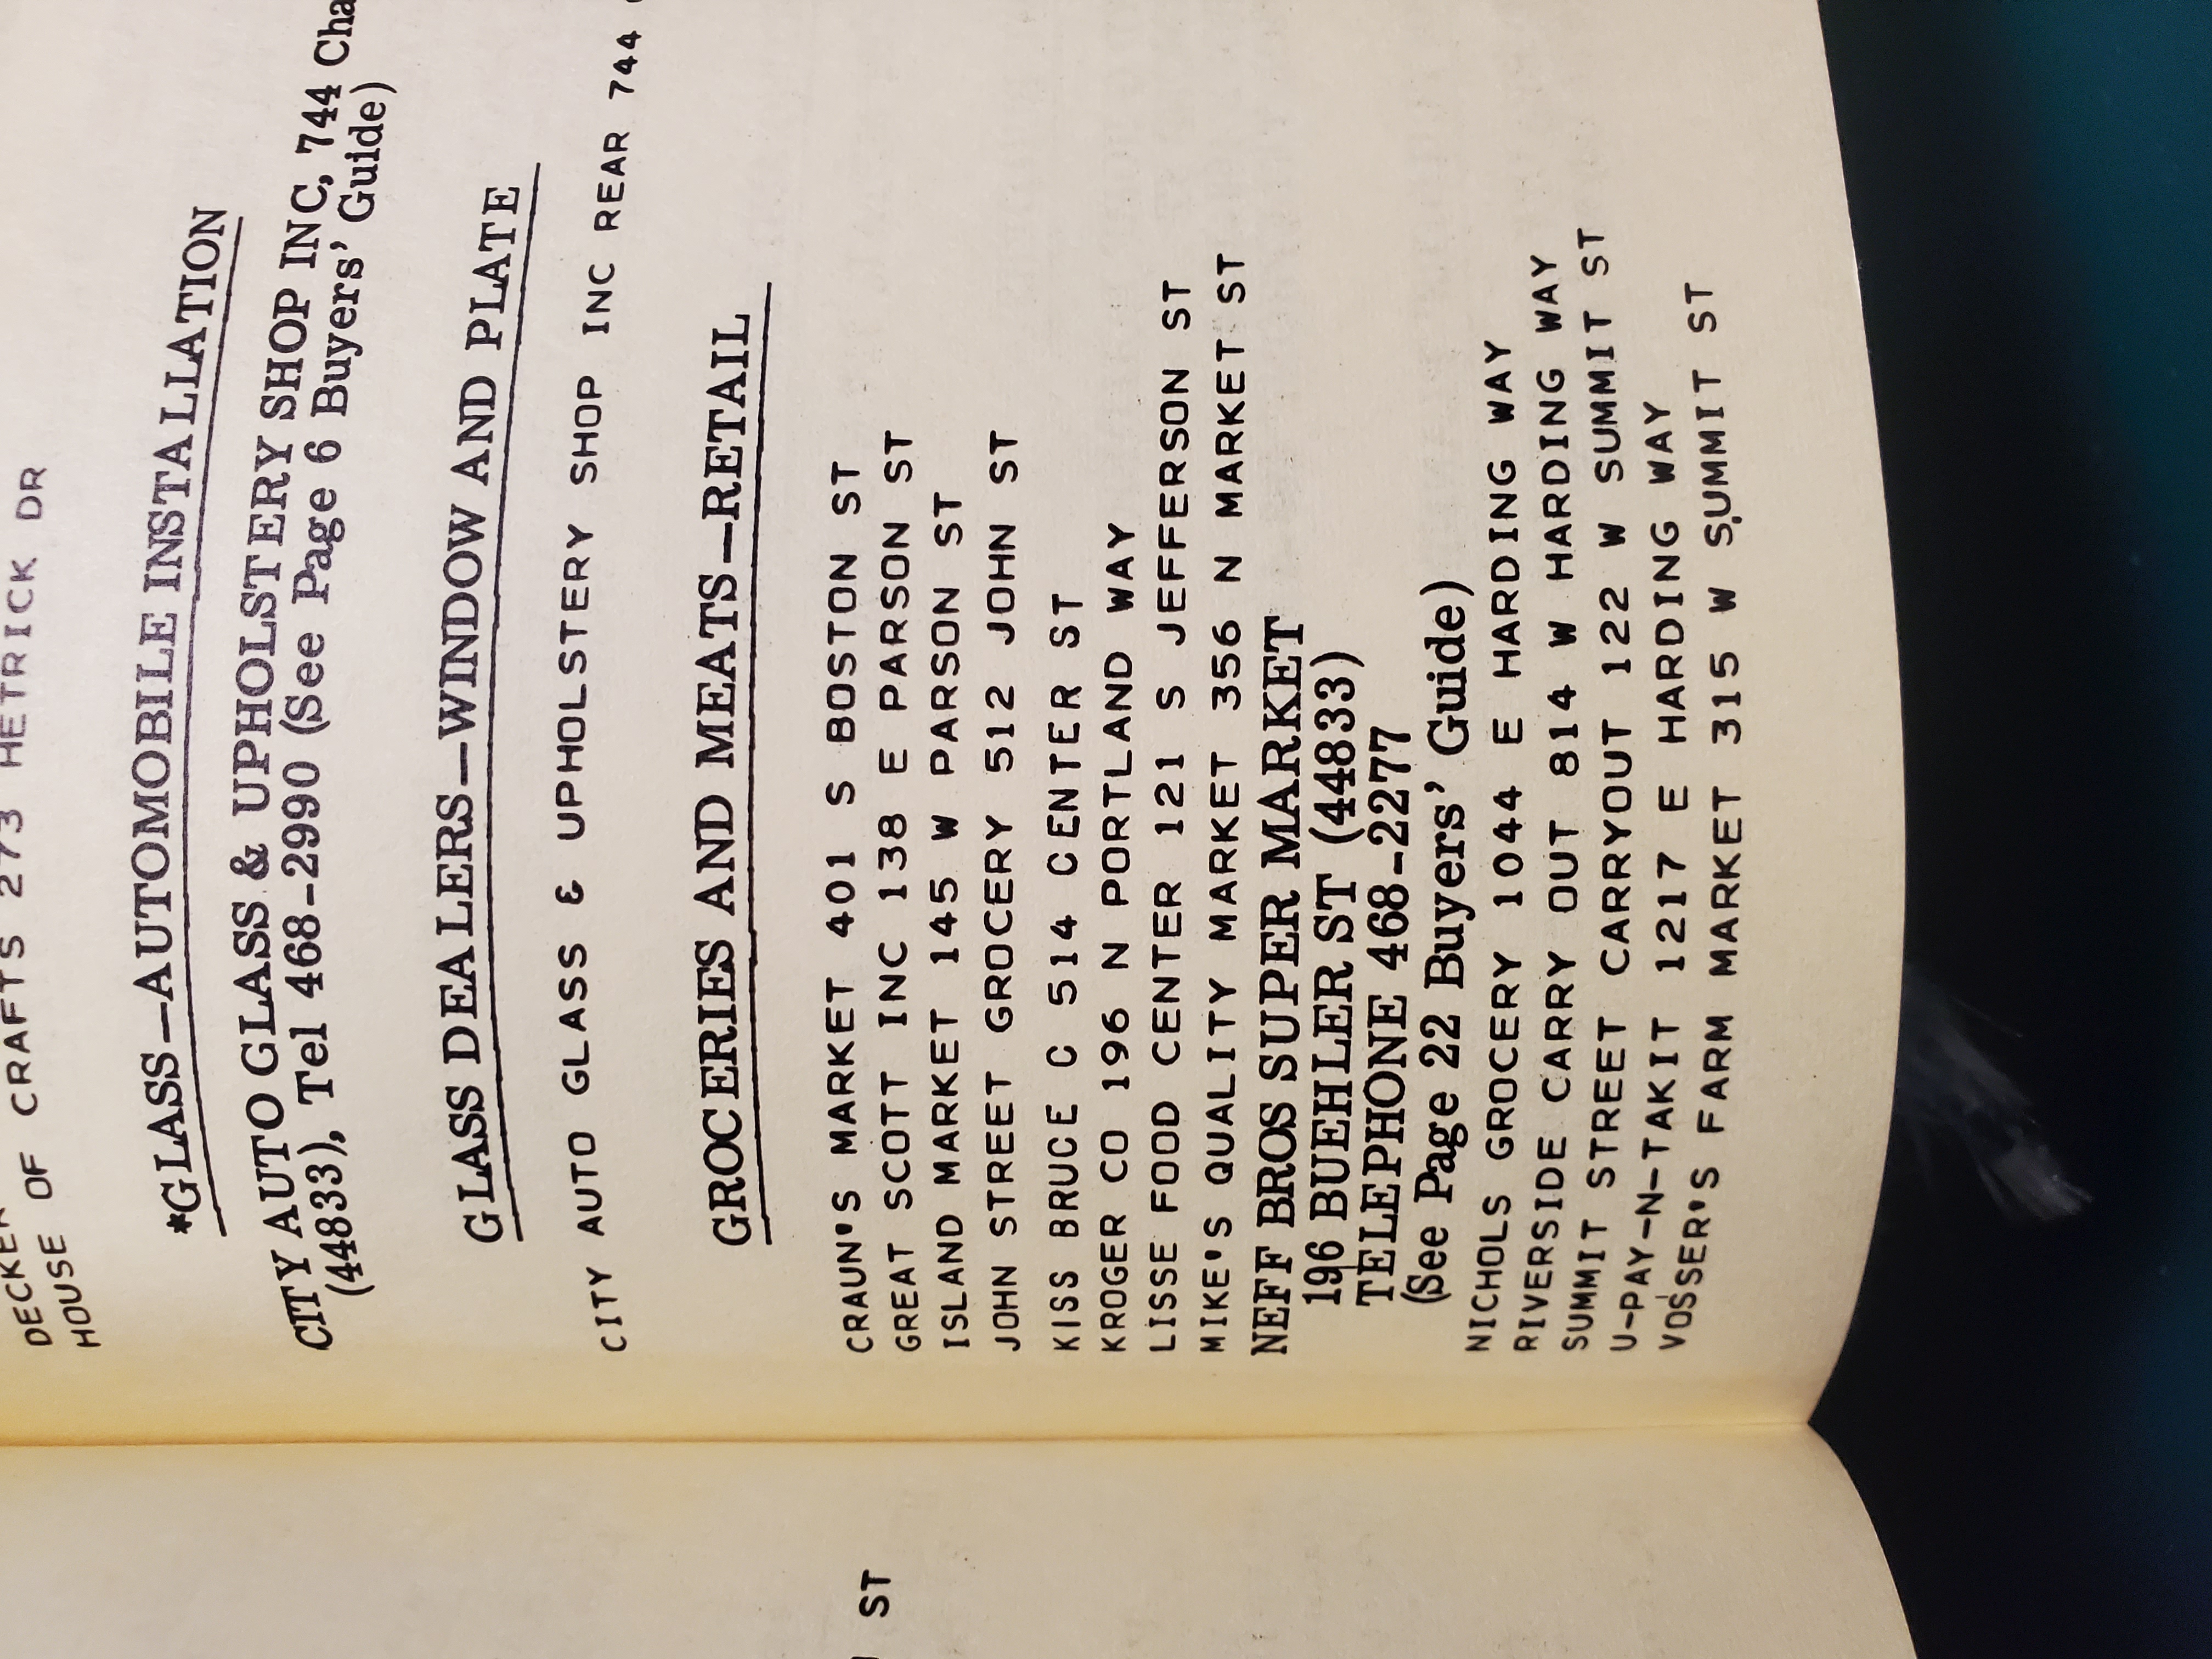 DECKER
HOUSE OF CRAFTS 273 HETRICK DR
*GLASS—AUTOMOBILE INSTALLATION
CITY AUTO GLASS & UPHOLSTERY SHOP INC, 744 Cha
(44833), Tel 468-2990 (See Page 6 Buyers' Guide)
GLASS DEALERS—WINDOW AND PLATE
CITY AUTO GLASS & UPHOLSTERY SHOP INC REAR 744
GROCERIES AND MEATS—RETAIL
CRAUN'S MARKET 401 S BOSTON ST
GREAT SCOTT INC 138 E PARSON ST
ISLAND MARKET 145 W PARSON ST
JOHN STREET GROCERY 512 JOHN ST
KISS BRUCE C 514 CENTER ST
KROGER CO 196 N PORTLAND WAY
LISSE FOOD CENTER 121 S JEFFERSON ST
MIKE'S QUALITY MARKET 356 N MARKET ST
NEFF BROS SUPER MARKET
196 BUEHLER ST (44833)
TELEPHONE 468-2277
(See Page 22 Buyers' Guide)
NICHOLS GROCERY 1044 E HARDING WAY
RIVERSIDE CARRY OUT 814 W HARDING WAY
SUMMIT STREET CARRYOUT 122 W SUMMIT ST
U-PAY-N-TAKIT 1217 E HARDING WAY
VOSSER'S FARM MARKET 315 W SUMMIT ST
ST